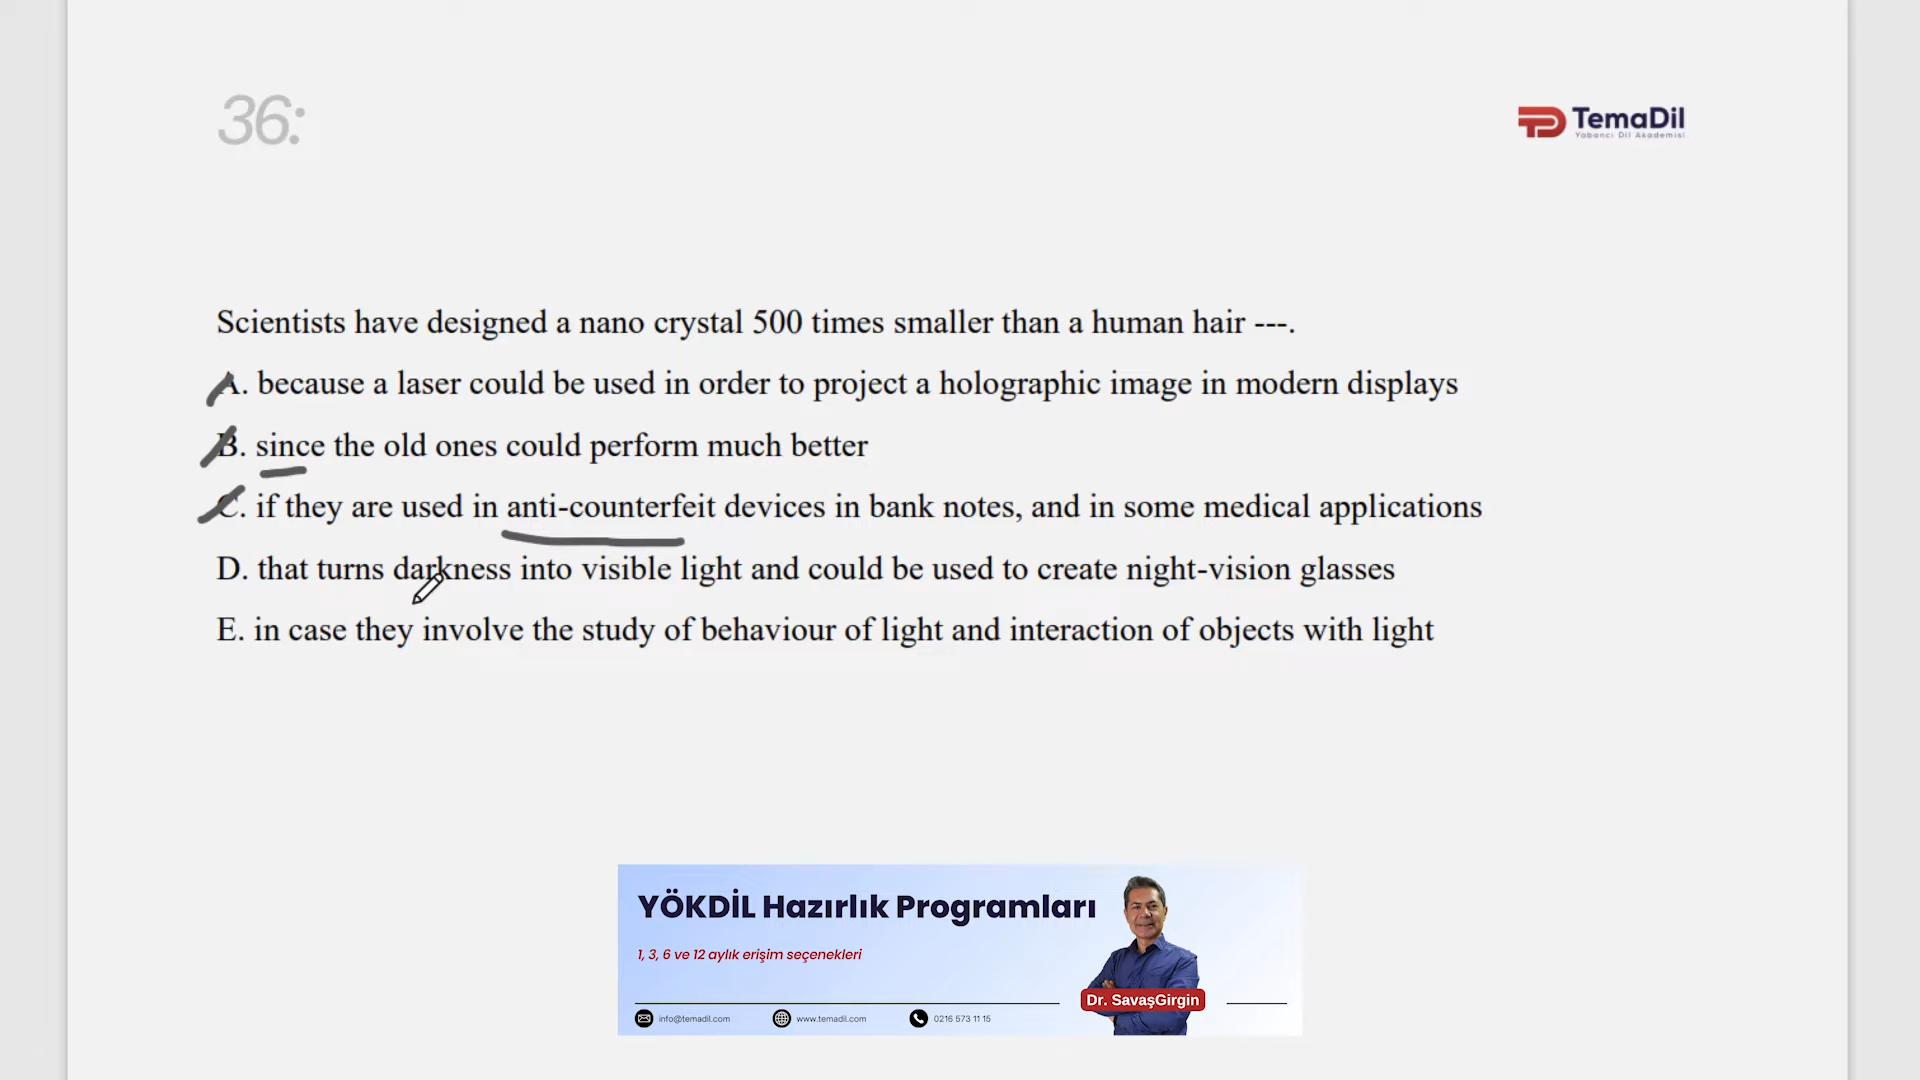 36:
TemaDil
Yabancı Dil Akademisi
Scientists have designed a nano crystal 500 times smaller than a human hair ---.
A. because a laser could be used in order to project a holographic image in modern displays
B. since the old ones could perform much better
C. if they are used in anti-counterfeit devices in bank notes, and in some medical applications
D. that turns darkness into visible light and could be used to create night-vision glasses
E. in case they involve the study of behaviour of light and interaction of objects with light
YÖKDİL Hazırlık Programları
1, 3, 6 ve 12 aylık erişim seçenekleri
Dr. SavaşGirgin
info@temadil.com
www.temadil.com
0216 573 11 15